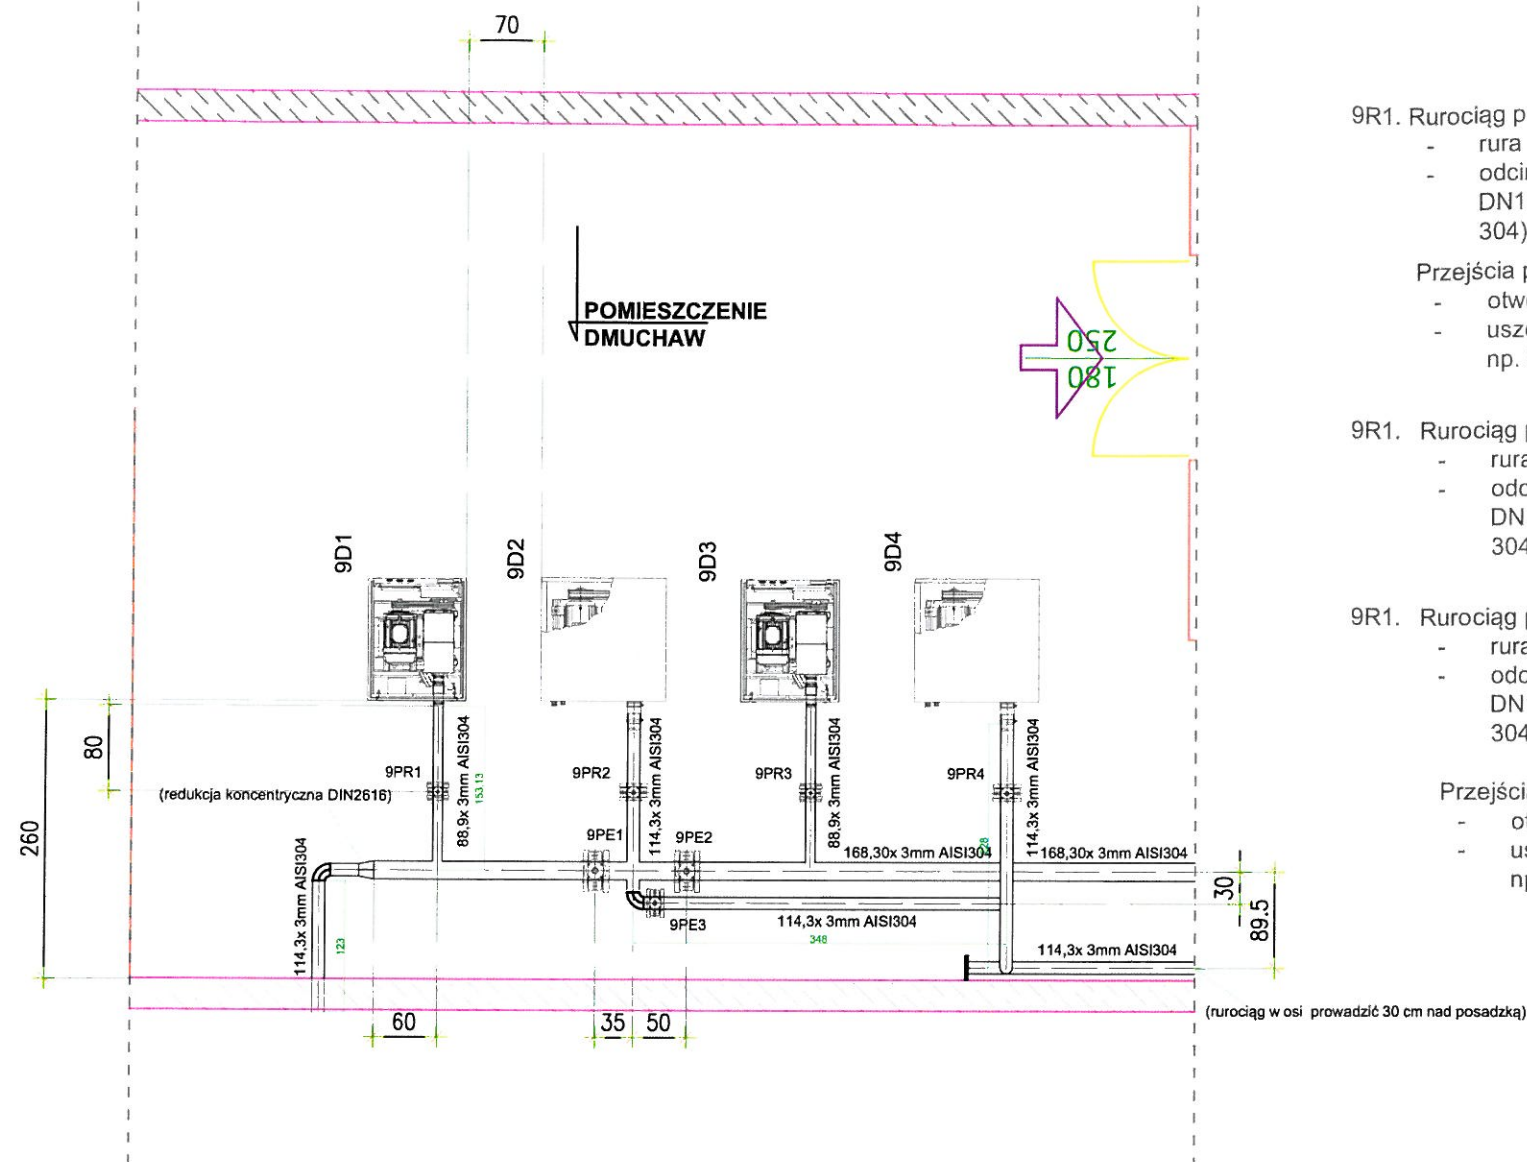 70
POMIESZCZENIE
DMUCHAW
250
180
9D1
9D2
9D3
9D4
80
260
9PR1
9PR2
9PR3
9PR4
(redukcja koncentryczna DIN2616)
88,9x 3mm AISI304
153.13
114,3x 3mm AISI304
88,9x 3mm AISI304
114,3x 3mm AISI304
9PE1
9PE2
168,30x 3mm AISI304
168,30x 3mm AISI304
114,3x 3mm AISI304
123
9PE3
114,3x 3mm AISI304
348
30
89.5
114,3x 3mm AISI304
(rurociąg w osi prowadzić 30 cm nad posadzką)
60
35
50
9R1. Rurociąg p
- rura
- odcin
DN1
304)
Przejścia p
- otw
- usz
np.
9R1. Rurociąg p
- rura
- odc
DN
304
9R1. Rurociąg p
- rura
- odc
DN
304
Przejści
- ot
- us
np